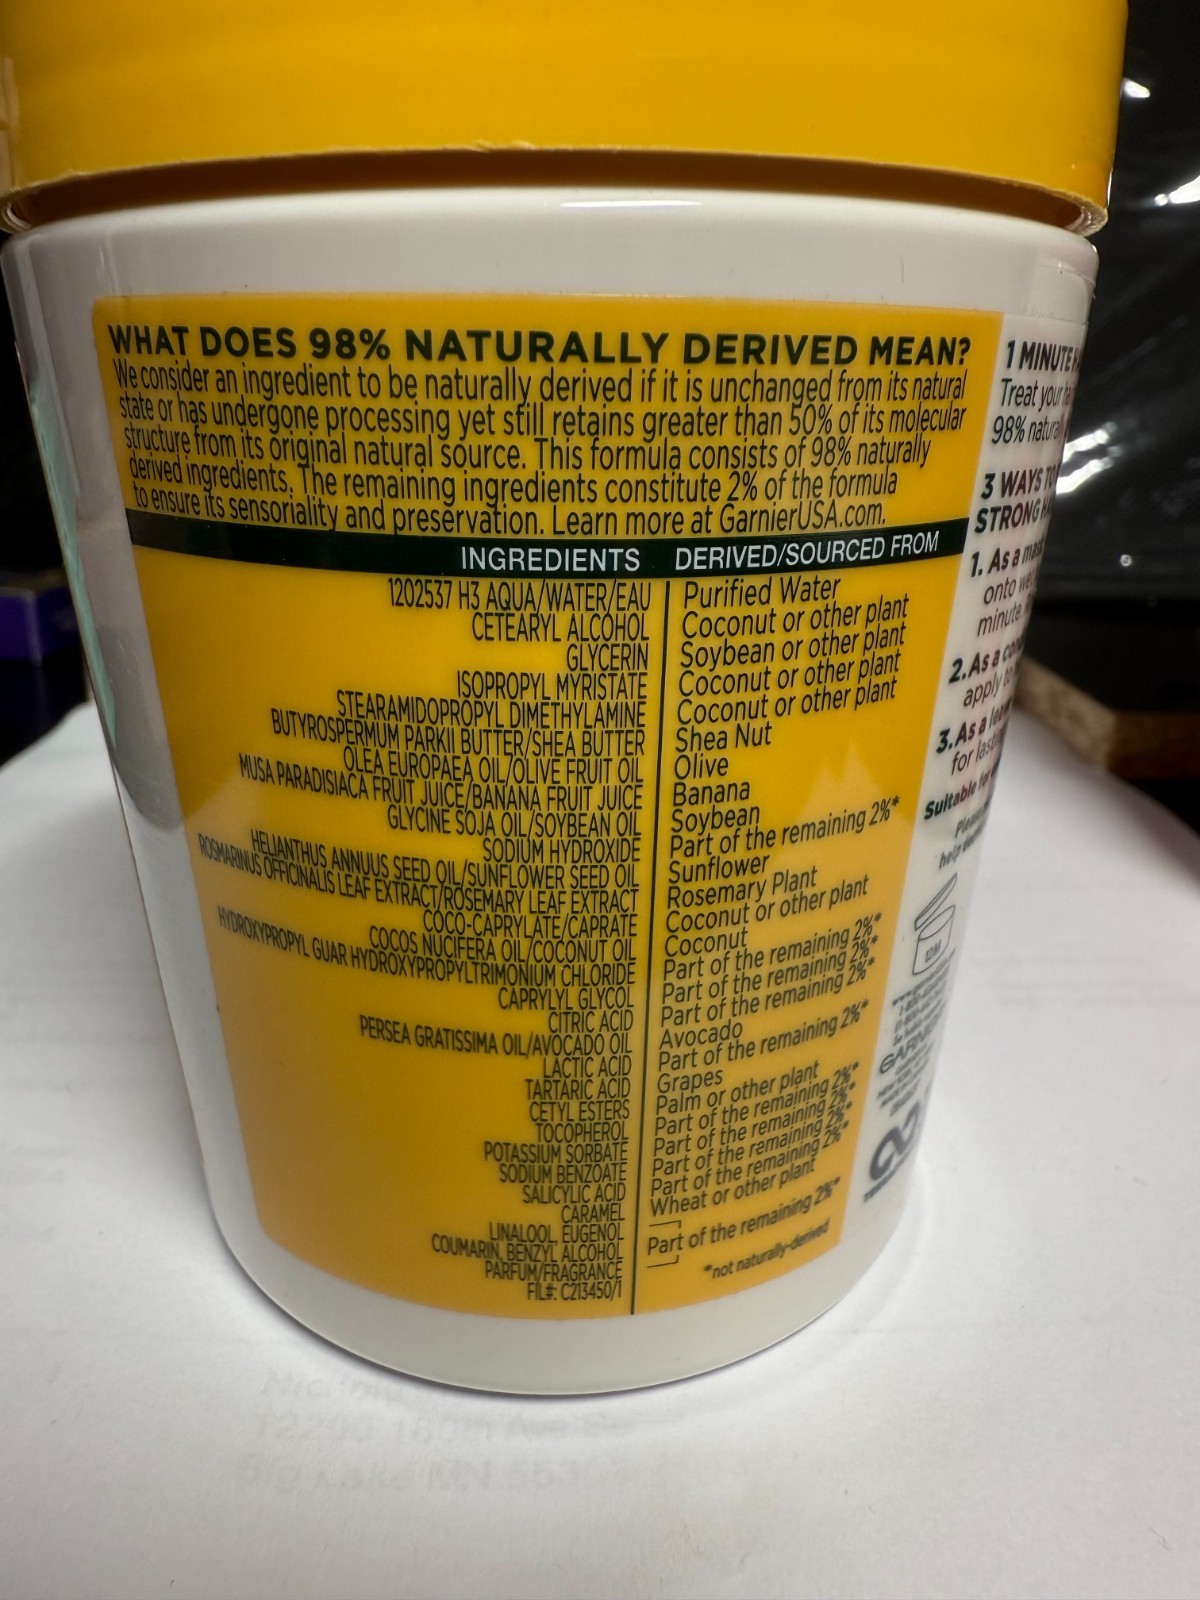 WHAT DOES 98% NATURALLY DERIVED MEAN?
We consider an ingredient to be naturally derived if it is unchanged from its natural
state or has undergone processing yet still retains greater than 50% of its molecular
structure from its original natural source. This formula consists of 98% naturally
derived ingredients. The remaining ingredients constitute 2% of the formula
to ensure its sensoriality and preservation. Learn more at GarnierUSA.com.
INGREDIENTS DERIVED/SOURCED FROM
1202537 H3 AQUA/WATER/EAU Purified Water
CETEARYL ALCOHOL Coconut or other plant
GLYCERIN Soybean or other plant
ISOPROPYL MYRISTATE Coconut or other plant
STEARAMIDOPROPYL DIMETHYLAMINE Coconut or other plant
BUTYROSPERMUM PARKII BUTTER/SHEA BUTTER Shea Nut
OLEA EUROPAEA OIL/OLIVE FRUIT OIL Olive
MUSA PARADISIACA FRUIT JUICE/BANANA FRUIT JUICE Banana
GLYCINE SOJA OIL/SOYBEAN OIL Soybean
SODIUM HYDROXIDE Part of the remaining 2%*
HELIANTHUS ANNUUS SEED OIL/SUNFLOWER SEED OIL Sunflower
ROSMARINUS OFFICINALIS LEAF EXTRACT/ROSEMARY LEAF EXTRACT Rosemary Plant
COCO-CAPRYLATE/CAPRATE Coconut or other plant
COCOS NUCIFERA OIL/COCONUT OIL Coconut
HYDROXYPROPYL GUAR HYDROXYPROPYLTRIMONIUM CHLORIDE Part of the remaining 2%*
CAPRYLYL GLYCOL Part of the remaining 2%*
CITRIC ACID Part of the remaining 2%*
PERSEA GRATISSIMA OIL/AVOCADO OIL Avocado
LACTIC ACID Part of the remaining 2%*
TARTARIC ACID Grapes
CETYL ESTERS Palm or other plant
TOCOPHEROL Part of the remaining 2%*
POTASSIUM SORBATE Part of the remaining 2%*
SODIUM BENZOATE Part of the remaining 2%*
SALICYLIC ACID Part of the remaining 2%*
CARAMEL Wheat or other plant
LINALOOL, EUGENOL
COUMARIN, BENZYL ALCOHOL Part of the remaining 2%*
PARFUM/FRAGRANCE
FIL#: C213450/1 *not naturally-derived
1 MINUTE
Treat your
98% natural
3 WAYS TO
STRONG
1. As a
onto
minute.
2. As a
apply to
3. As a
for
Suitable for
help
12M
2